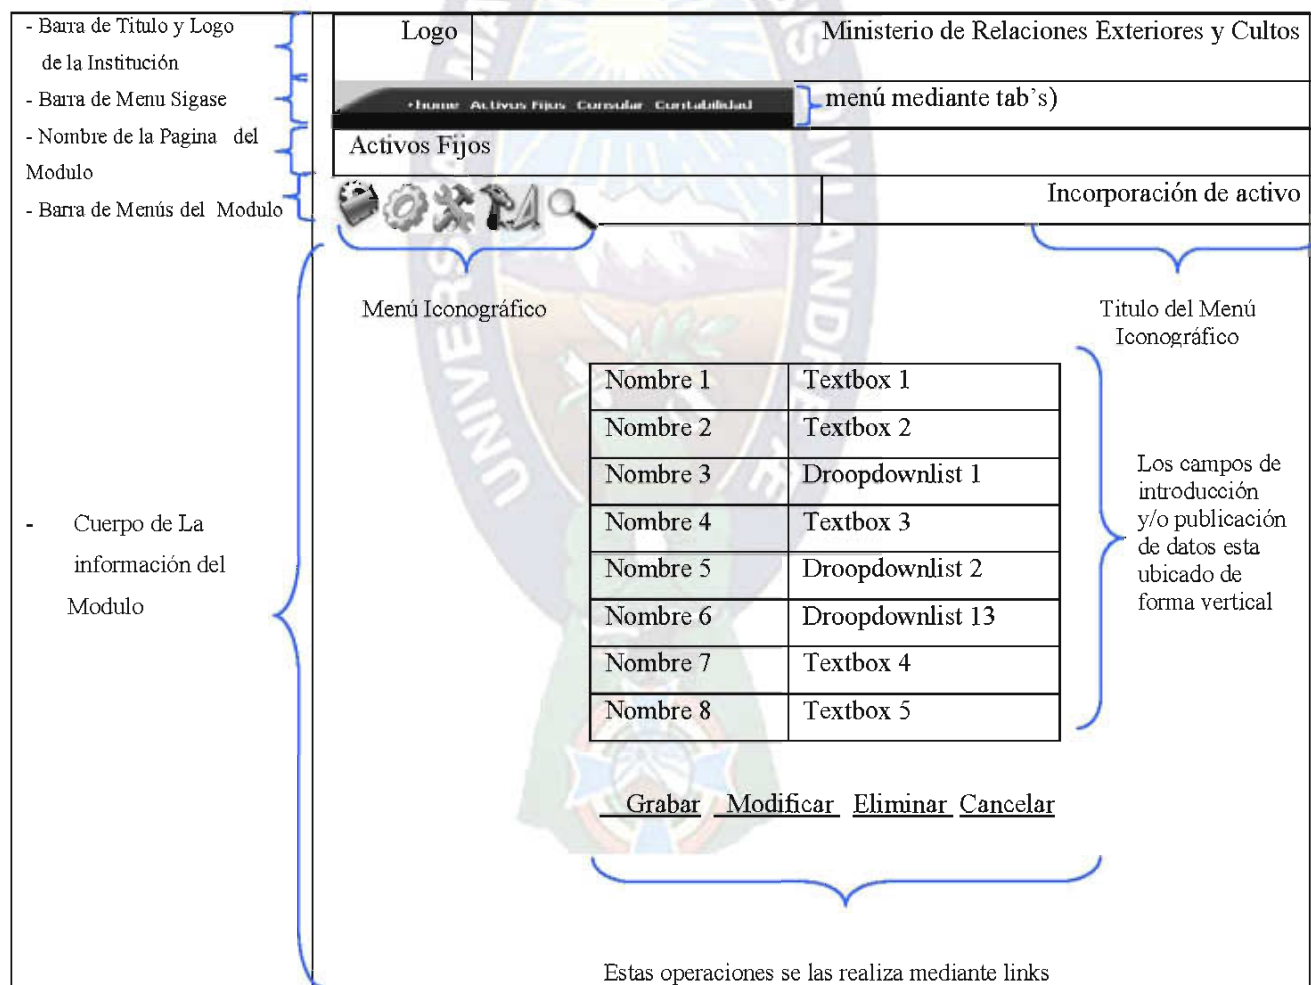 - Barra de Titulo y Logo
de la Institución
- Barra de Menu Sigase
- Nombre de la Pagina del
Modulo
- Barra de Menús del Modulo
Logo
Ministerio de Relaciones Exteriores y Cultos
home Activos Fijos Consular Contabilidad
menú mediante tab's)
Activos Fijos
Incorporación de activo
Menú Iconográfico
Titulo del Menú
Iconográfico
Nombre 1 Textbox 1
Nombre 2 Textbox 2
Nombre 3 Droopdownlist 1
Nombre 4 Textbox 3
Nombre 5 Droopdownlist 2
Nombre 6 Droopdownlist 13
Nombre 7 Textbox 4
Nombre 8 Textbox 5
Los campos de
introducción
y/o publicación
de datos esta
ubicado de
forma vertical
- Cuerpo de La
información del
Modulo
Grabar Modificar Eliminar Cancelar
Estas operaciones se las realiza mediante links